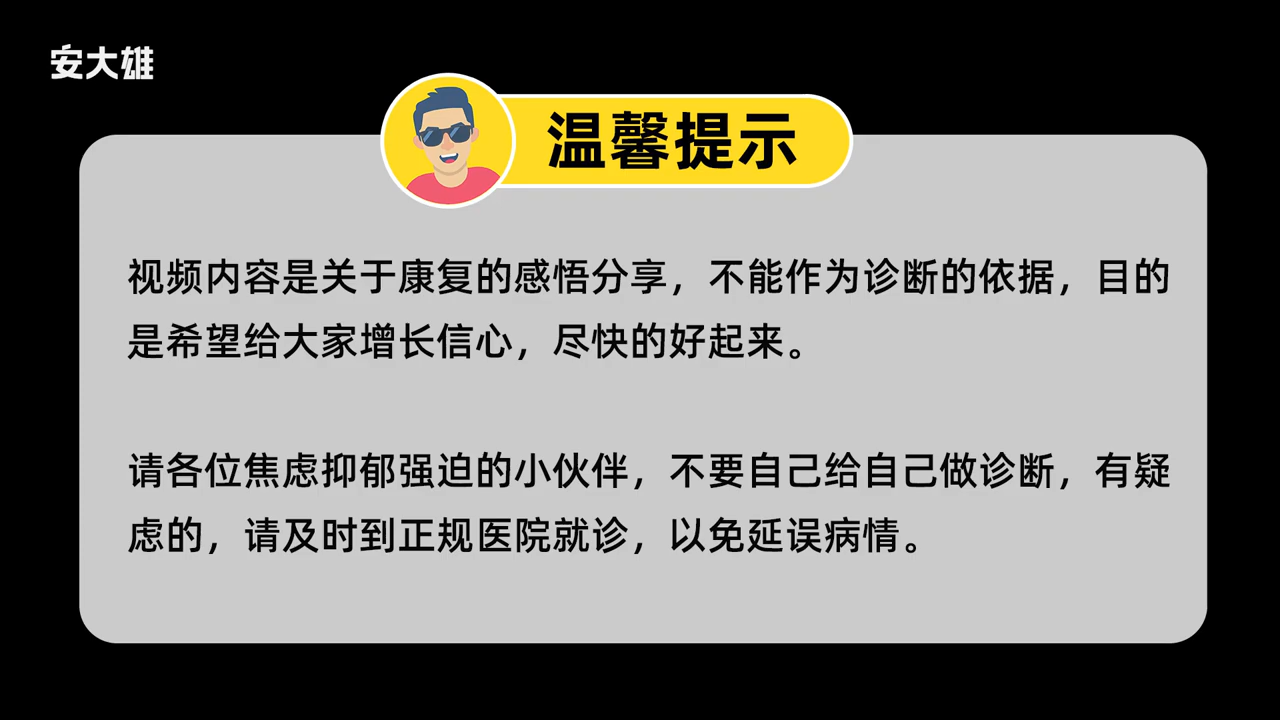 安大雄
温馨提示
视频内容是关于康复的感悟分享，不能作为诊断的依据，目的
是希望给大家增长信心，尽快的好起来。
请各位焦虑抑郁强迫的小伙伴，不要自己给自己做诊断，有疑
虑的，请及时到正规医院就诊，以免延误病情。